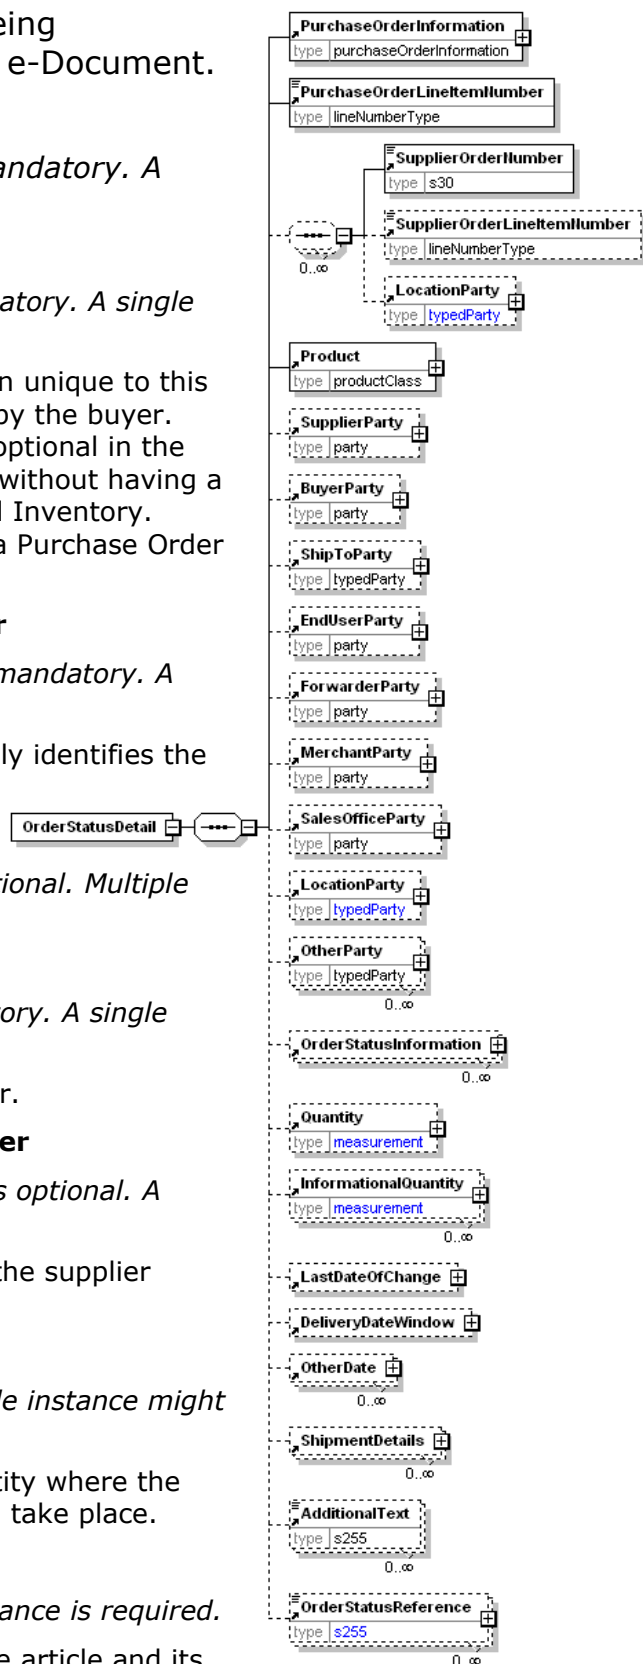 eing
e-Document.
andatory. A
atory. A single
n unique to this
by the buyer.
optional in the
without having a
l Inventory.
a Purchase Order
r
mandatory. A
ly identifies the
tional. Multiple
ory. A single
r.
er
s optional. A
the supplier
le instance might
tity where the
take place.
ance is required.
e article and its
OrderStatusDetail
PurchaseOrderInformation
type purchaseOrderInformation
PurchaseOrderLineItemNumber
type lineNumberType
0..∞
SupplierOrderNumber
type s30
SupplierOrderLineItemNumber
type lineNumberType
LocationParty
type typedParty
Product
type productClass
SupplierParty
type party
BuyerParty
type party
ShipToParty
type typedParty
EndUserParty
type party
ForwarderParty
type party
MerchantParty
type party
SalesOfficeParty
type party
LocationParty
type typedParty
OtherParty
type typedParty
0..∞
OrderStatusInformation
0..∞
Quantity
type measurement
InformationalQuantity
type measurement
0..∞
LastDateOfChange
DeliveryDateWindow
OtherDate
0..∞
ShipmentDetails
0..∞
AdditionalText
type s255
0..∞
OrderStatusReference
type s255
0..∞